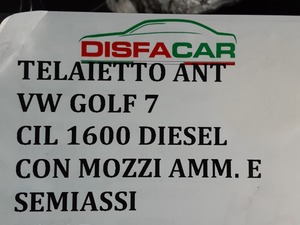 DISFACAR
TELAIETTO ANT
VW GOLF 7
CIL 1600 DIESEL
CON MOZZI AMM. E
SEMIASSI